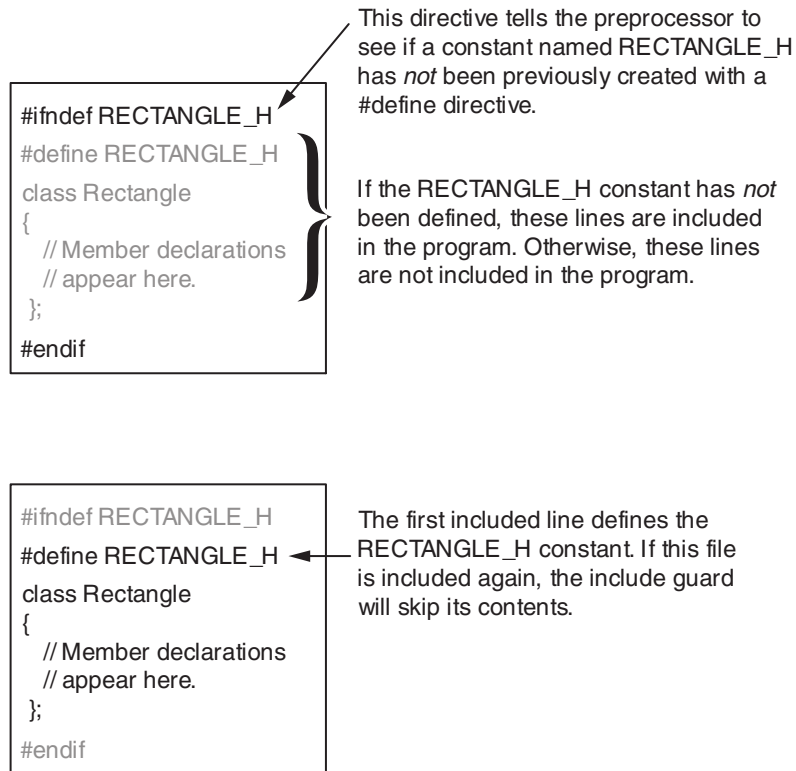 This directive tells the preprocessor to
see if a constant named RECTANGLE_H
has not been previously created with a
#define directive.
#ifndef RECTANGLE_H
#define RECTANGLE_H
class Rectangle
{
// Member declarations
// appear here.
};
#endif
If the RECTANGLE_H constant has not
been defined, these lines are included
in the program. Otherwise, these lines
are not included in the program.
#ifndef RECTANGLE_H
#define RECTANGLE_H
class Rectangle
{
// Member declarations
// appear here.
};
#endif
The first included line defines the
RECTANGLE_H constant. If this file
is included again, the include guard
will skip its contents.